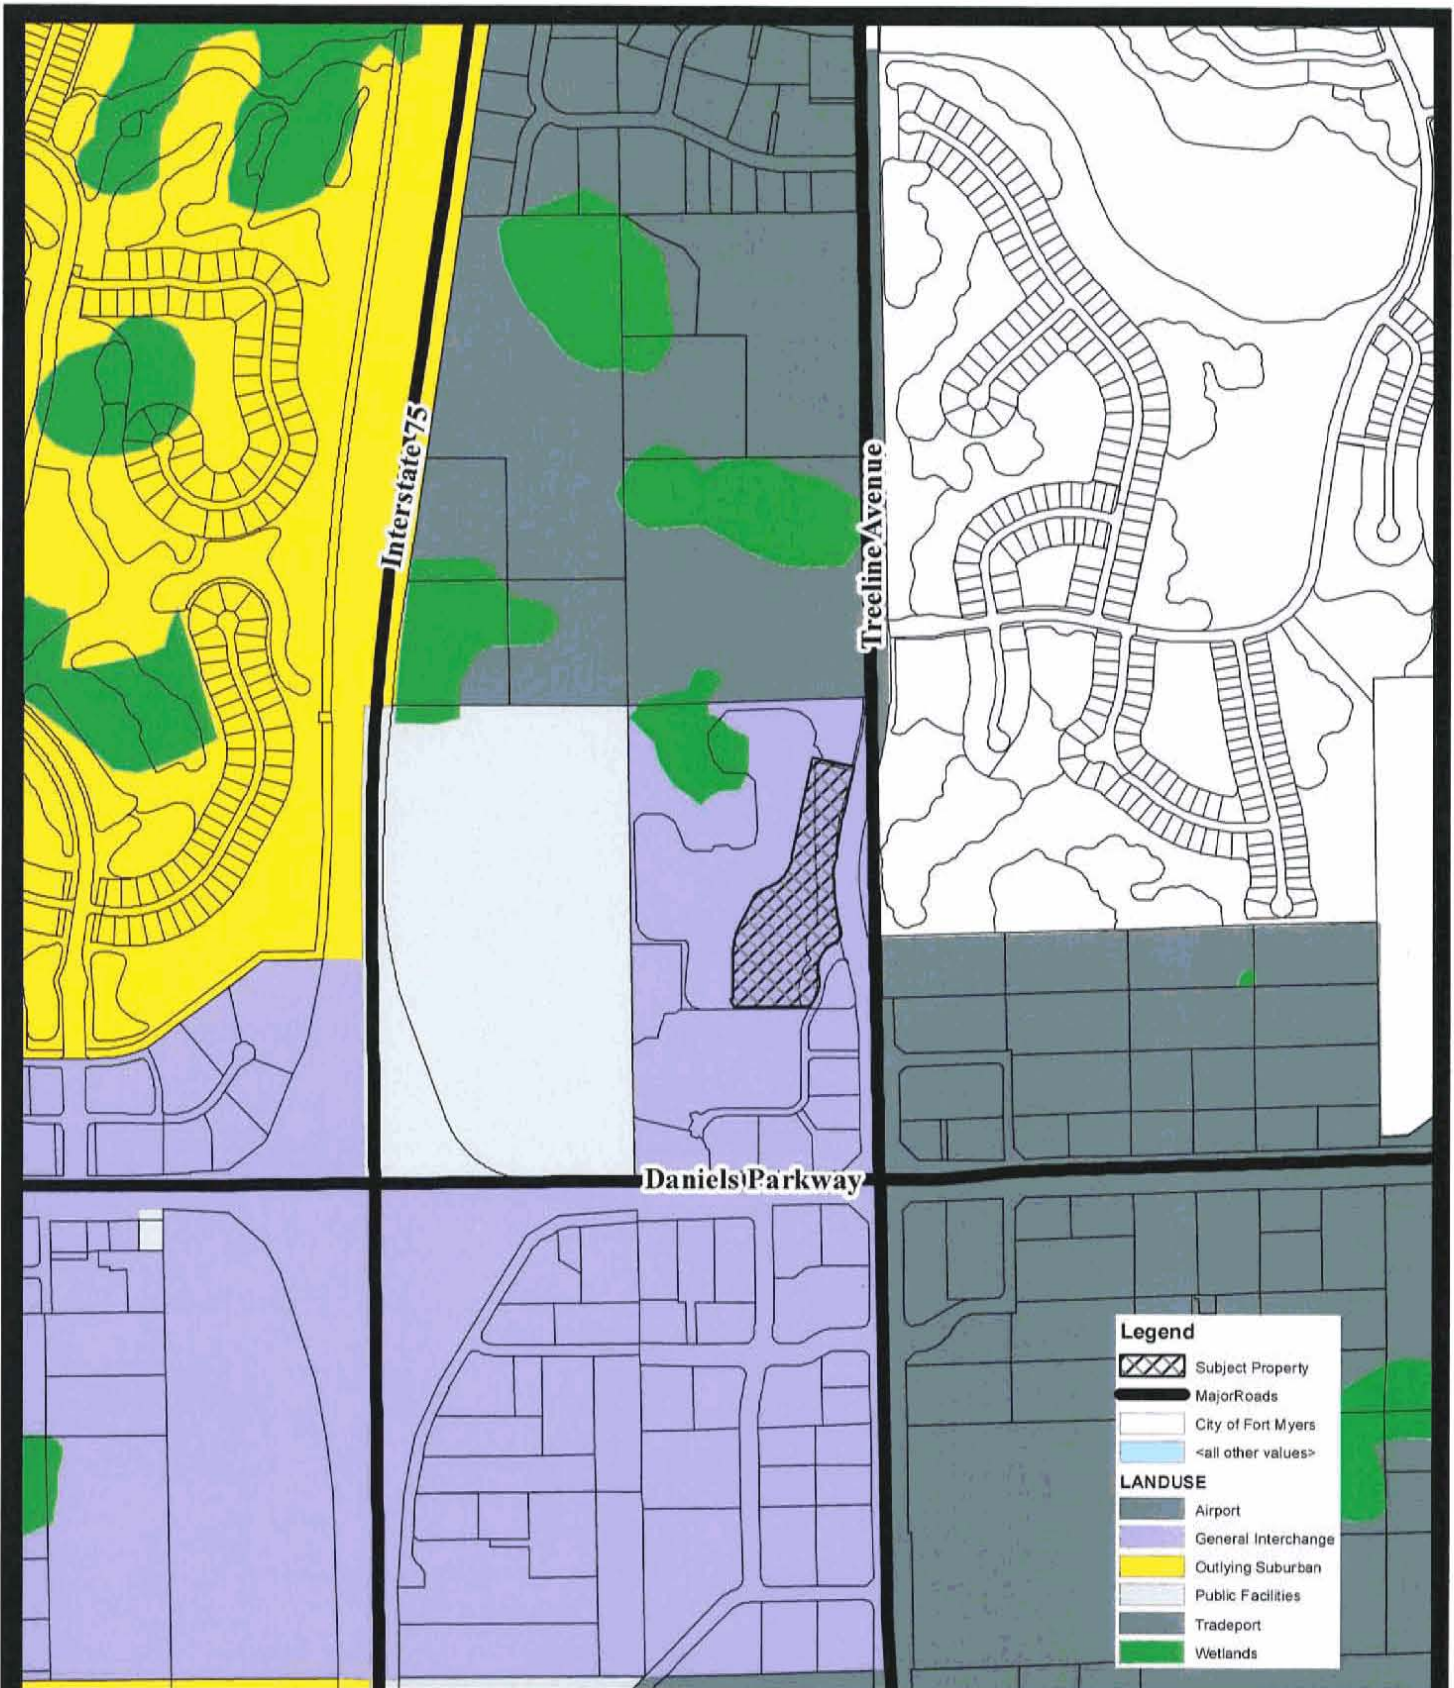 Interstate 75
Treeline Avenue
Daniels Parkway
Legend
Subject Property
MajorRoads
City of Fort Myers
<all other values>
LANDUSE
Airport
General Interchange
Outlying Suburban
Public Facilities
Tradeport
Wetlands